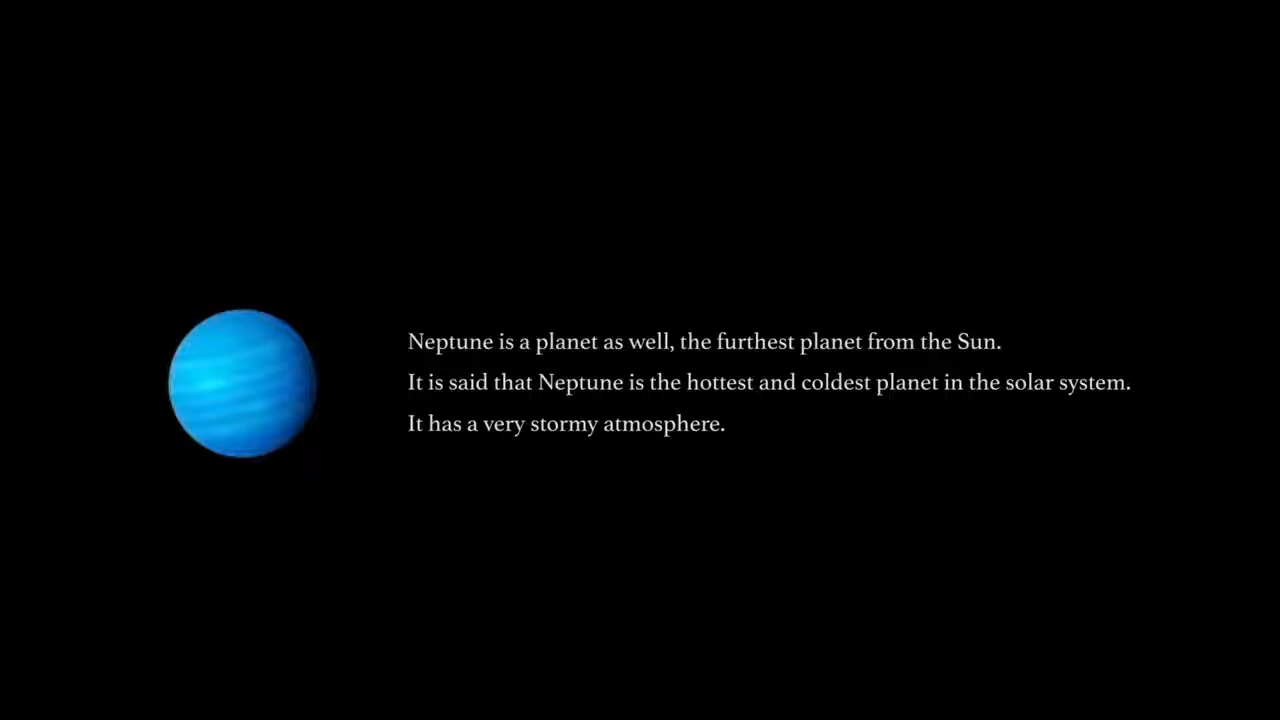 Neptune is a planet as well, the furthest planet from the Sun.
It is said that Neptune is the hottest and coldest planet in the solar system.
It has a very stormy atmosphere.